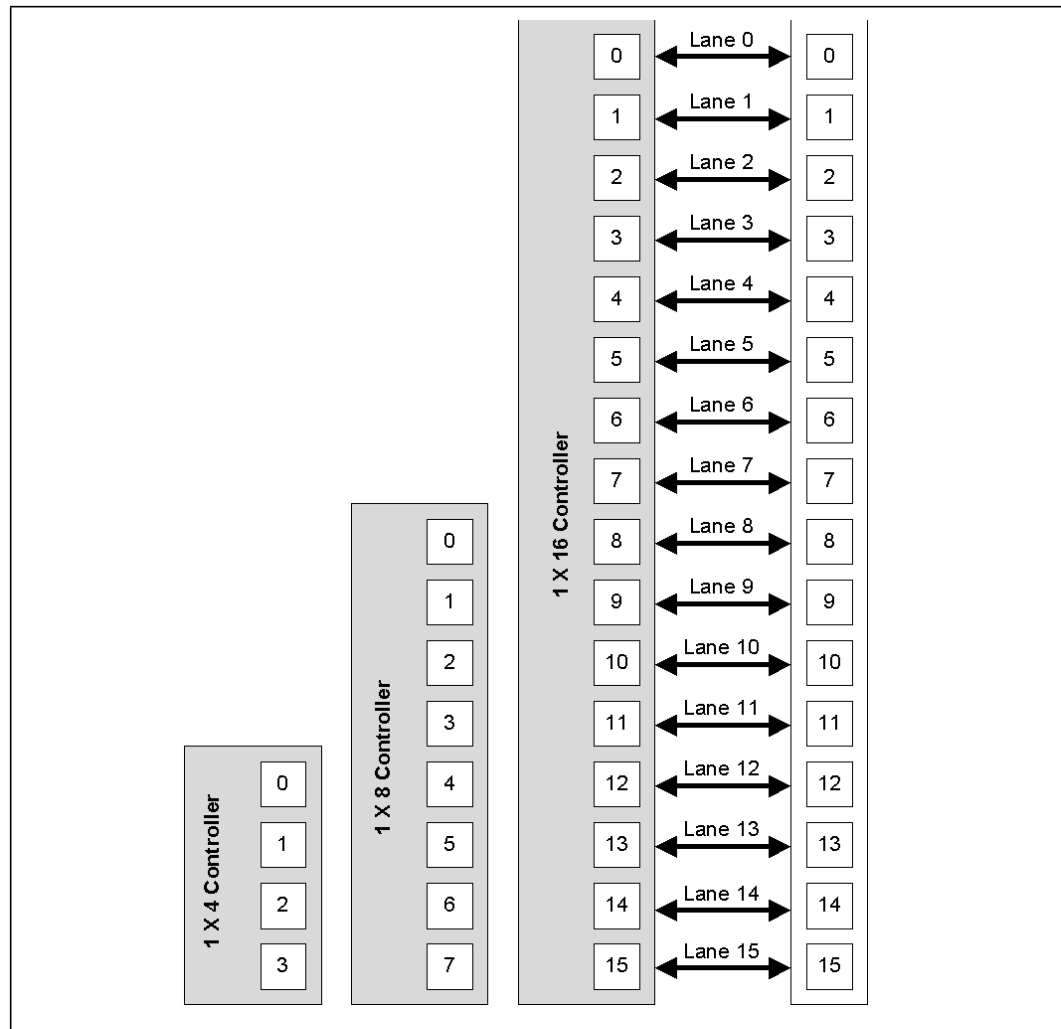 1 X 4 Controller
0
1
2
3
1 X 8 Controller
0
1
2
3
4
5
6
7
1 X 16 Controller
0 Lane 0 0
1 Lane 1 1
2 Lane 2 2
3 Lane 3 3
4 Lane 4 4
5 Lane 5 5
6 Lane 6 6
7 Lane 7 7
8 Lane 8 8
9 Lane 9 9
10 Lane 10 10
11 Lane 11 11
12 Lane 12 12
13 Lane 13 13
14 Lane 14 14
15 Lane 15 15